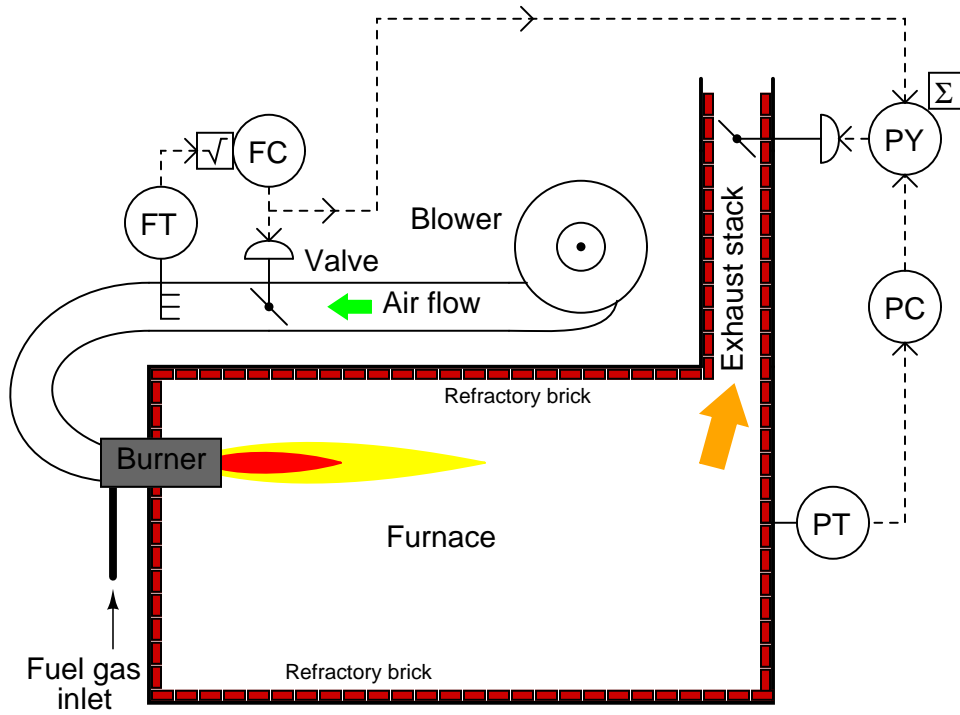 Σ
√
FC
PY
FT
Blower
Valve
Exhaust stack
Air flow
PC
Refractory brick
Burner
PT
Furnace
Fuel gas
inlet
Refractory brick